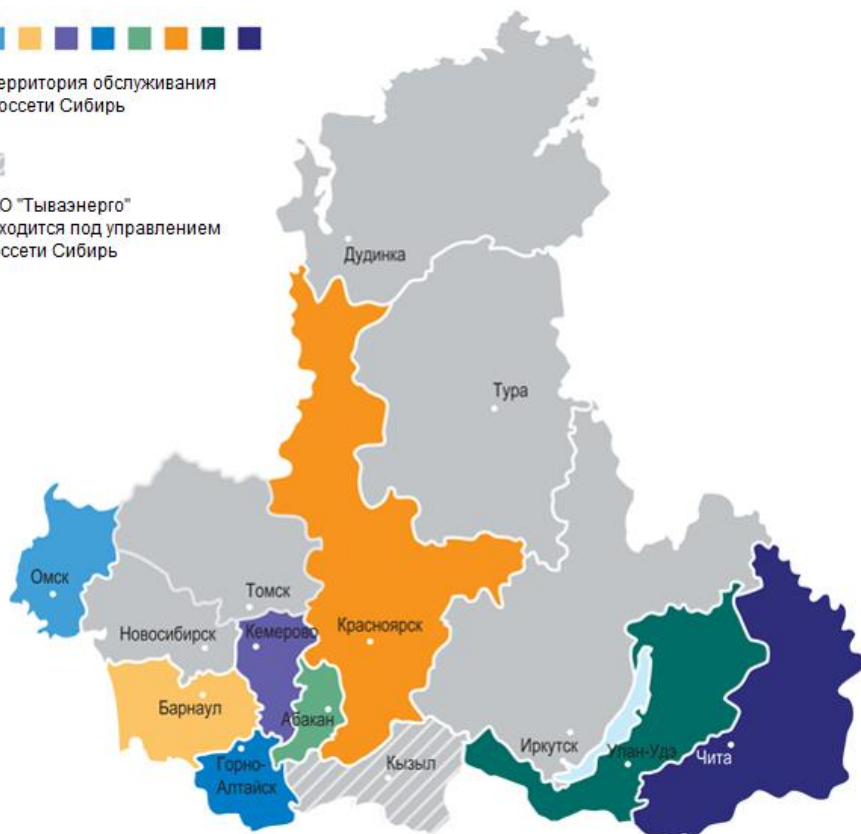 ерритория обслуживания
оссети Сибирь
О "Тываэнерго"
ходится под управлением
ссети Сибирь
Дудинка
Тура
Омск
Томск
Новосибирск
Кемерово
Красноярск
Барнаул
Абакан
Горно-
Алтайск
Кызыл
Иркутск
Улан-Удэ
Чита